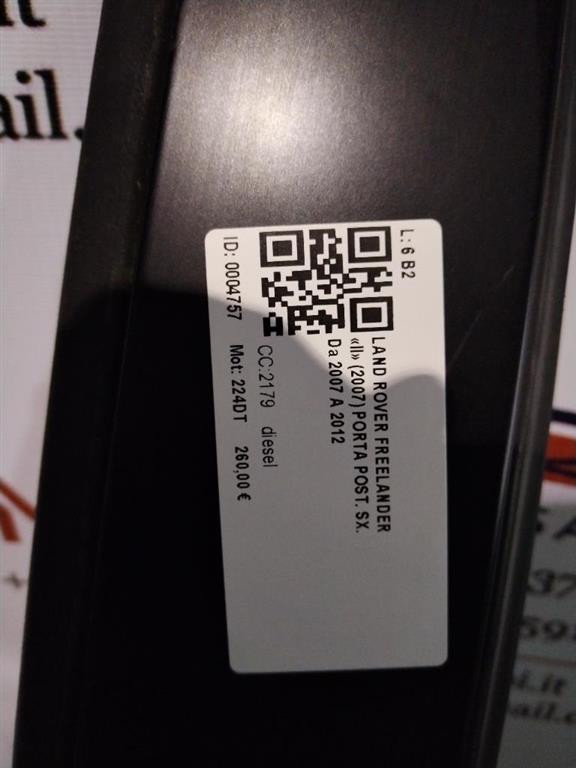 L: 6 B2
LAND ROVER FREELANDER
«II» (2007) PORTA POST. SX.
Da 2007 A 2012
CC:2179 diesel
ID: 0004757 Mot: 224DT 260,00 €